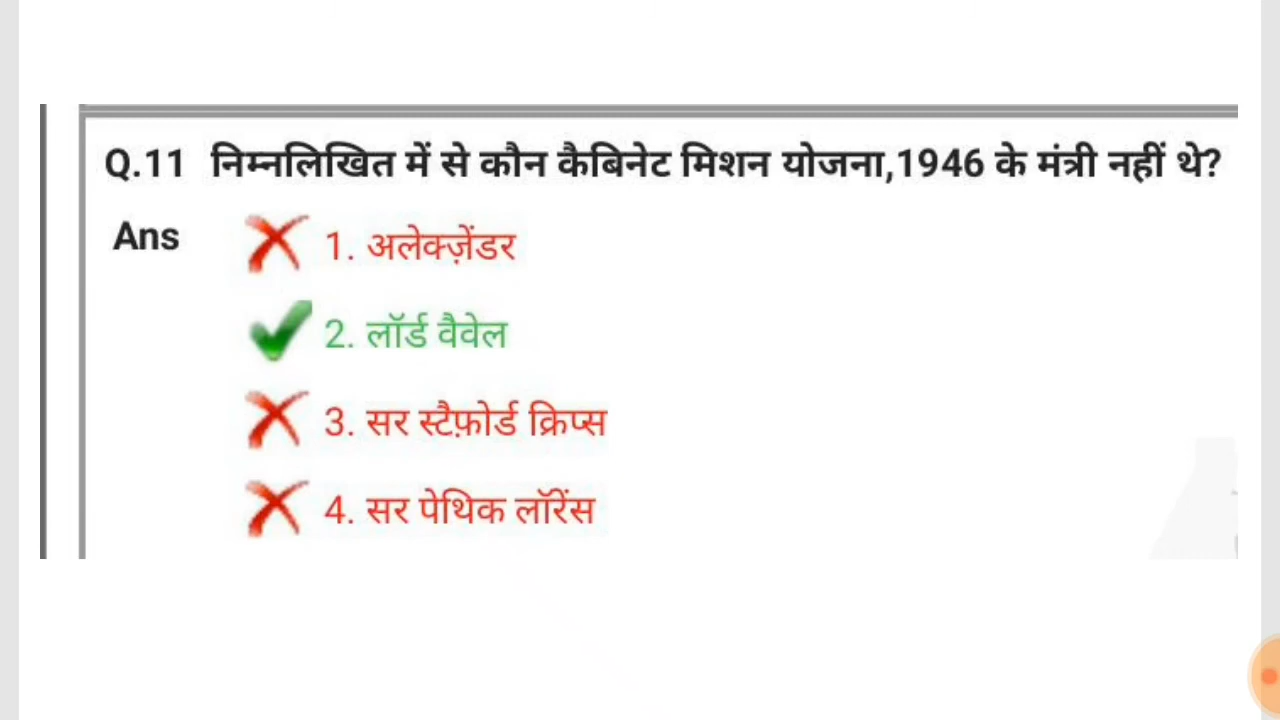 Q.11 निम्नलिखित में से कौन कैबिनेट मिशन योजना,1946 के मंत्री नहीं थे?
Ans 1. अलेक्ज़ेंडर
2. लॉर्ड वैवेल
3. सर स्टैफ़ोर्ड क्रिप्स
4. सर पेथिक लॉरेंस